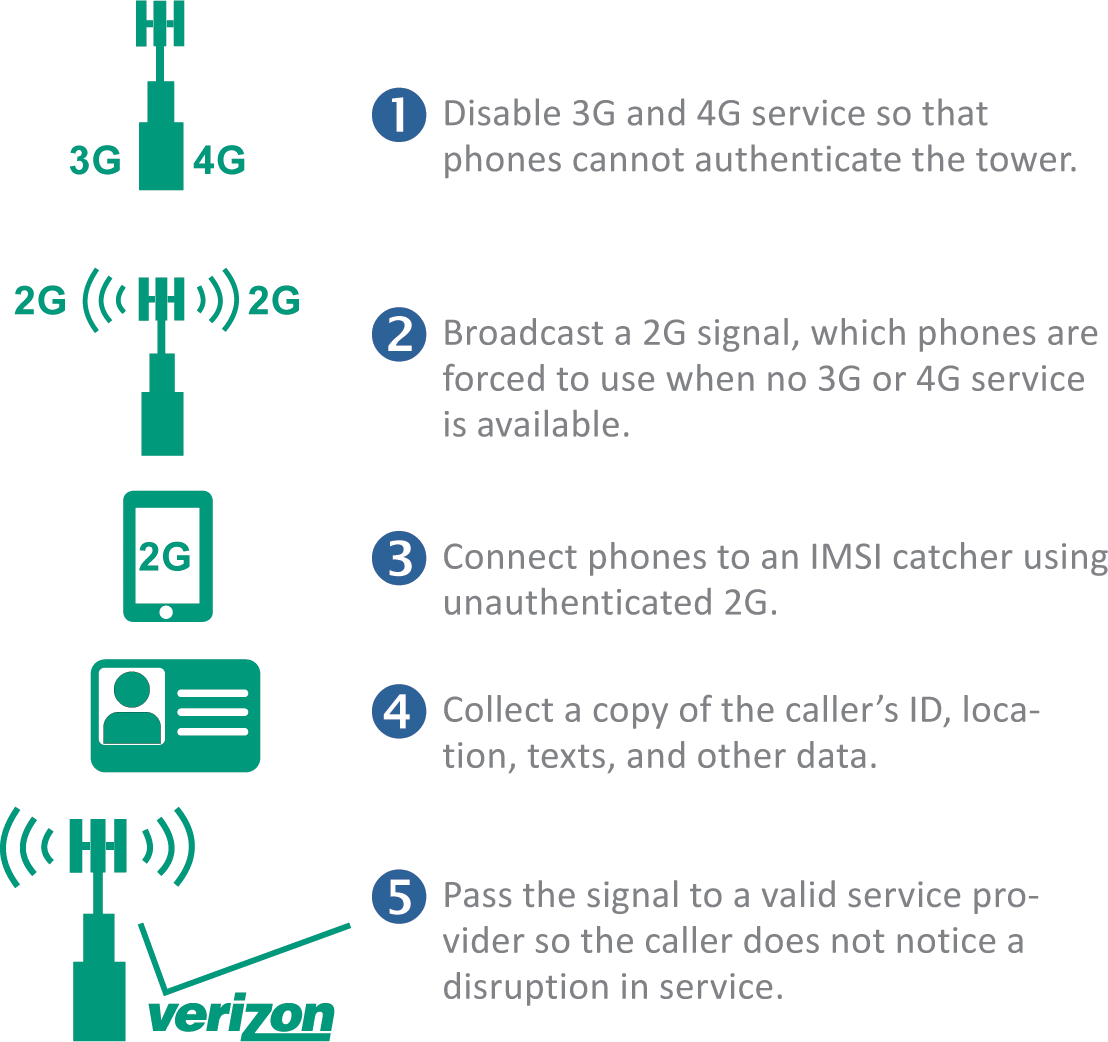 1 Disable 3G and 4G service so that
phones cannot authenticate the tower.
3G 4G
2G 2G
2 Broadcast a 2G signal, which phones are
forced to use when no 3G or 4G service
is available.
2G
3 Connect phones to an IMSI catcher using
unauthenticated 2G.
4 Collect a copy of the caller’s ID, loca-
tion, texts, and other data.
5 Pass the signal to a valid service pro-
vider so the caller does not notice a
disruption in service.
verizon